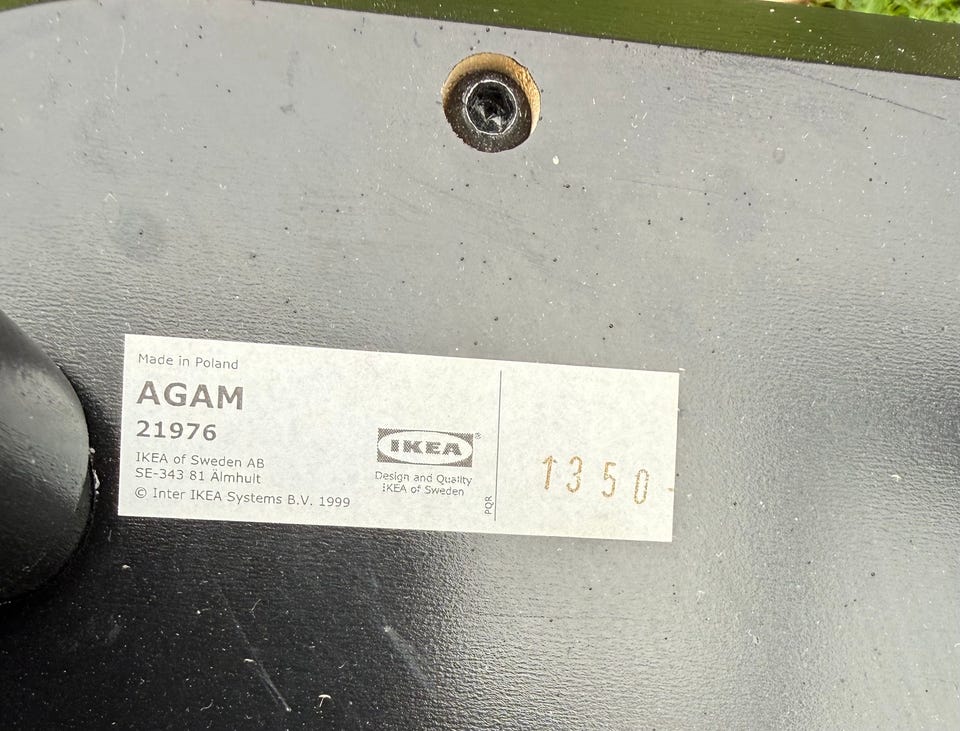 Made in Poland
AGAM
21976
IKEA of Sweden AB
SE-343 81 Älmhult
© Inter IKEA Systems B.V. 1999
IKEA®
Design and Quality
IKEA of Sweden
PQR
1350